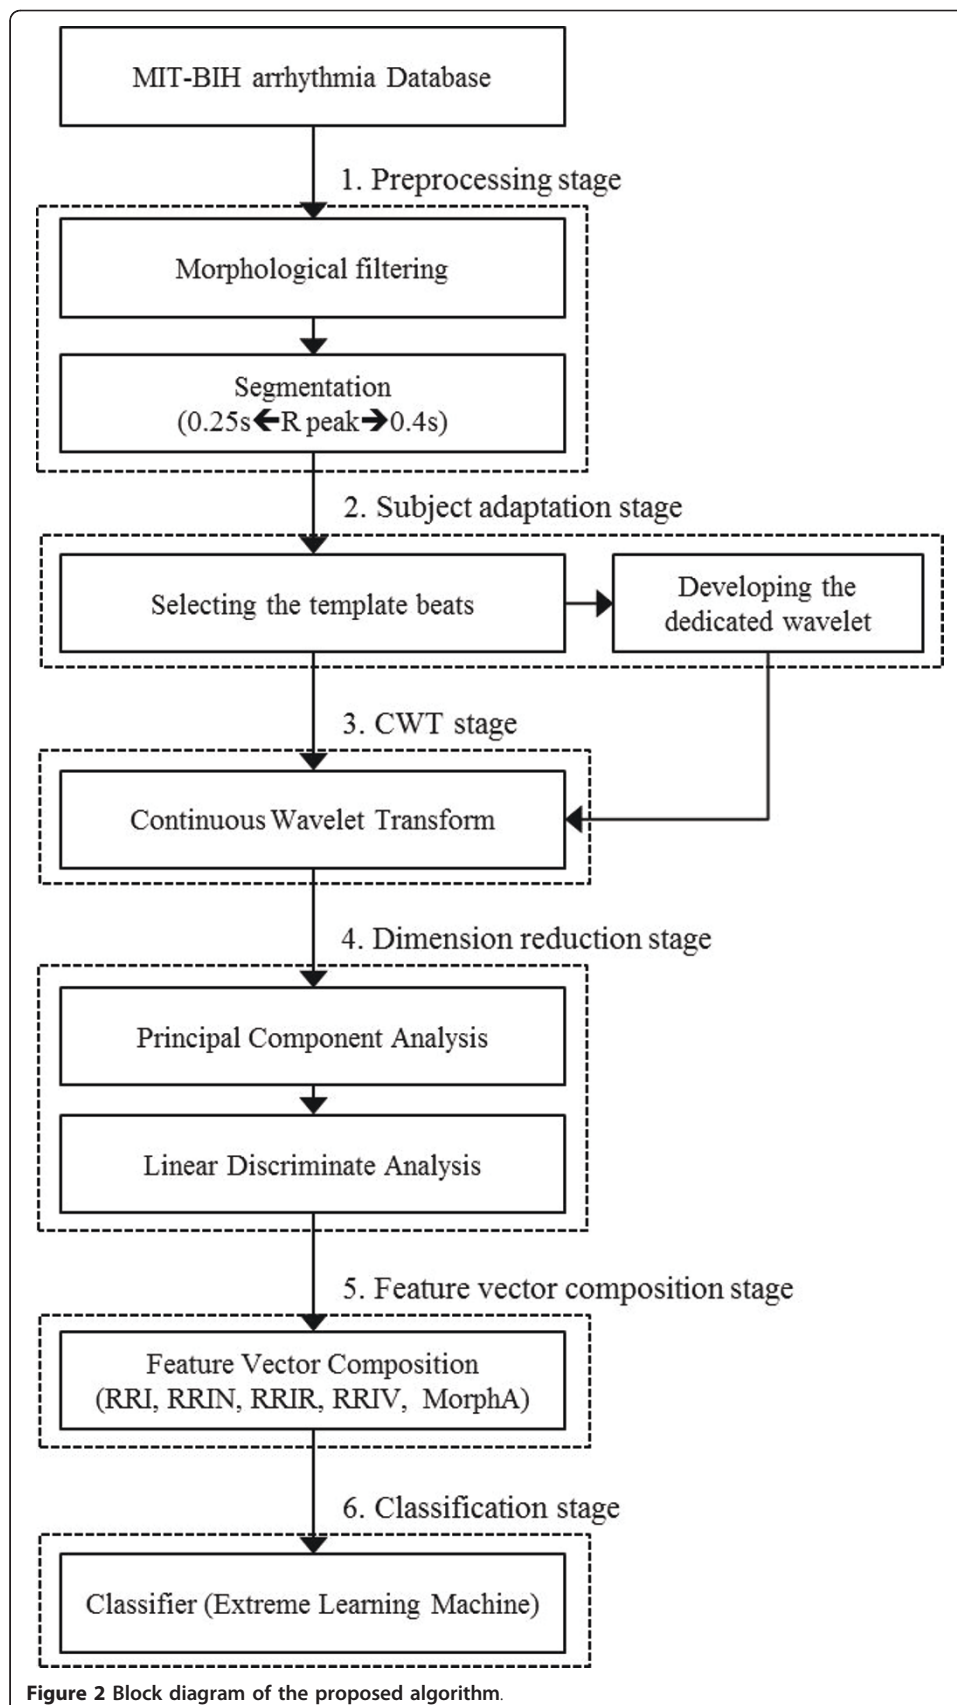 MIT-BIH arrhythmia Database
1. Preprocessing stage
Morphological filtering
Segmentation
(0.25s🡸R peak🡺0.4s)
2. Subject adaptation stage
Selecting the template beats
Developing the
dedicated wavelet
3. CWT stage
Continuous Wavelet Transform
4. Dimension reduction stage
Principal Component Analysis
Linear Discriminate Analysis
5. Feature vector composition stage
Feature Vector Composition
(RRI, RRIN, RRIR, RRIV, MorphA)
6. Classification stage
Classifier (Extreme Learning Machine)
Figure 2 Block diagram of the proposed algorithm.